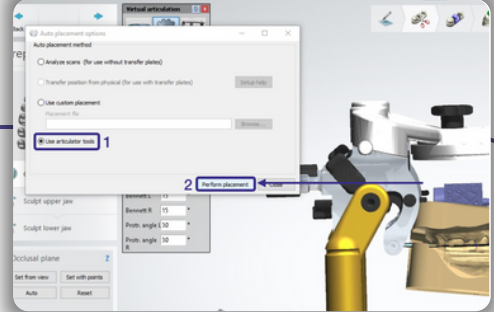 Virtual articulation
Auto placement options
Auto placement method
Analyze scans (for use without transfer plates)
Transfer position from physical (for use with transfer plates)
Setup Help
Use custom placement
Placement file
Browse...
Use articulator tools 1
2 Perform placement
Close
Bennett L 15 °
Sculpt upper jaw
Bennett R 15 °
Protr. angle L 30 °
Sculpt lower jaw
Protr. angle R 30 °
Occlusal plane ?
Set from view Set with points
Auto Reset